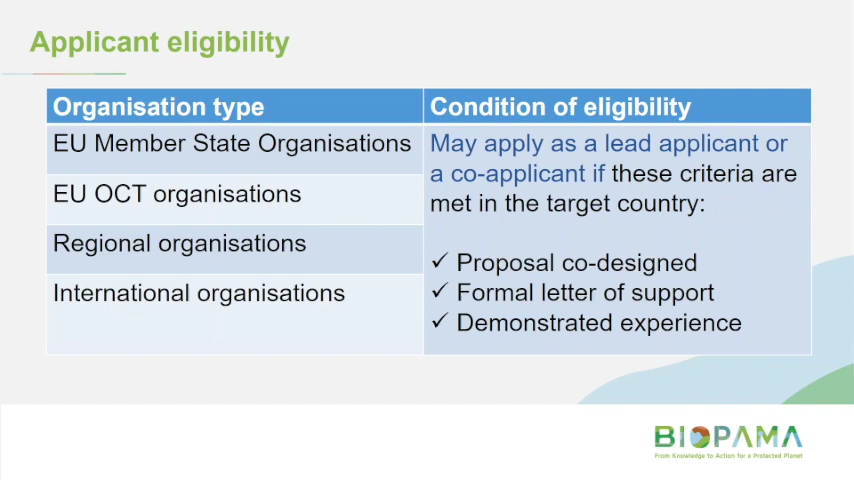 Applicant eligibility
Organisation type
Condition of eligibility
EU Member State Organisations
EU OCT organisations
Regional organisations
International organisations
May apply as a lead applicant or
a co-applicant if these criteria are
met in the target country:
✓ Proposal co-designed
✓ Formal letter of support
✓ Demonstrated experience
BIOPAMA
From Knowledge to Action for a Protected Planet